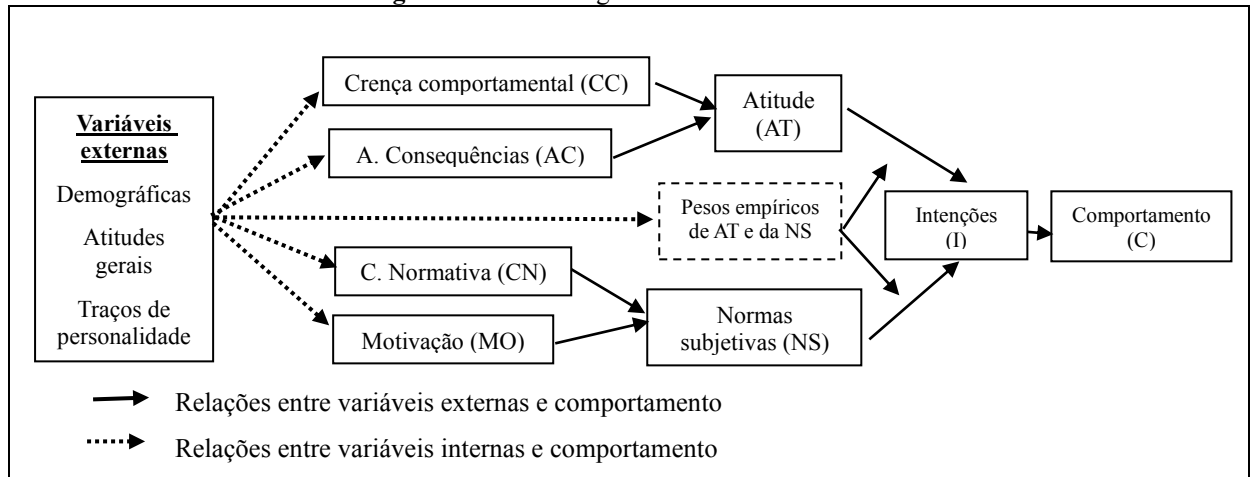 Variáveis
externas
Demográficas
Atitudes
gerais
Traços de
personalidade
Crença comportamental (CC)
A. Consequências (AC)
C. Normativa (CN)
Motivação (MO)
Atitude
(AT)
Pesos empíricos
de AT e da NS
Normas
subjetivas (NS)
Intenções
(I)
Comportamento
(C)
Relações entre variáveis externas e comportamento
Relações entre variáveis internas e comportamento